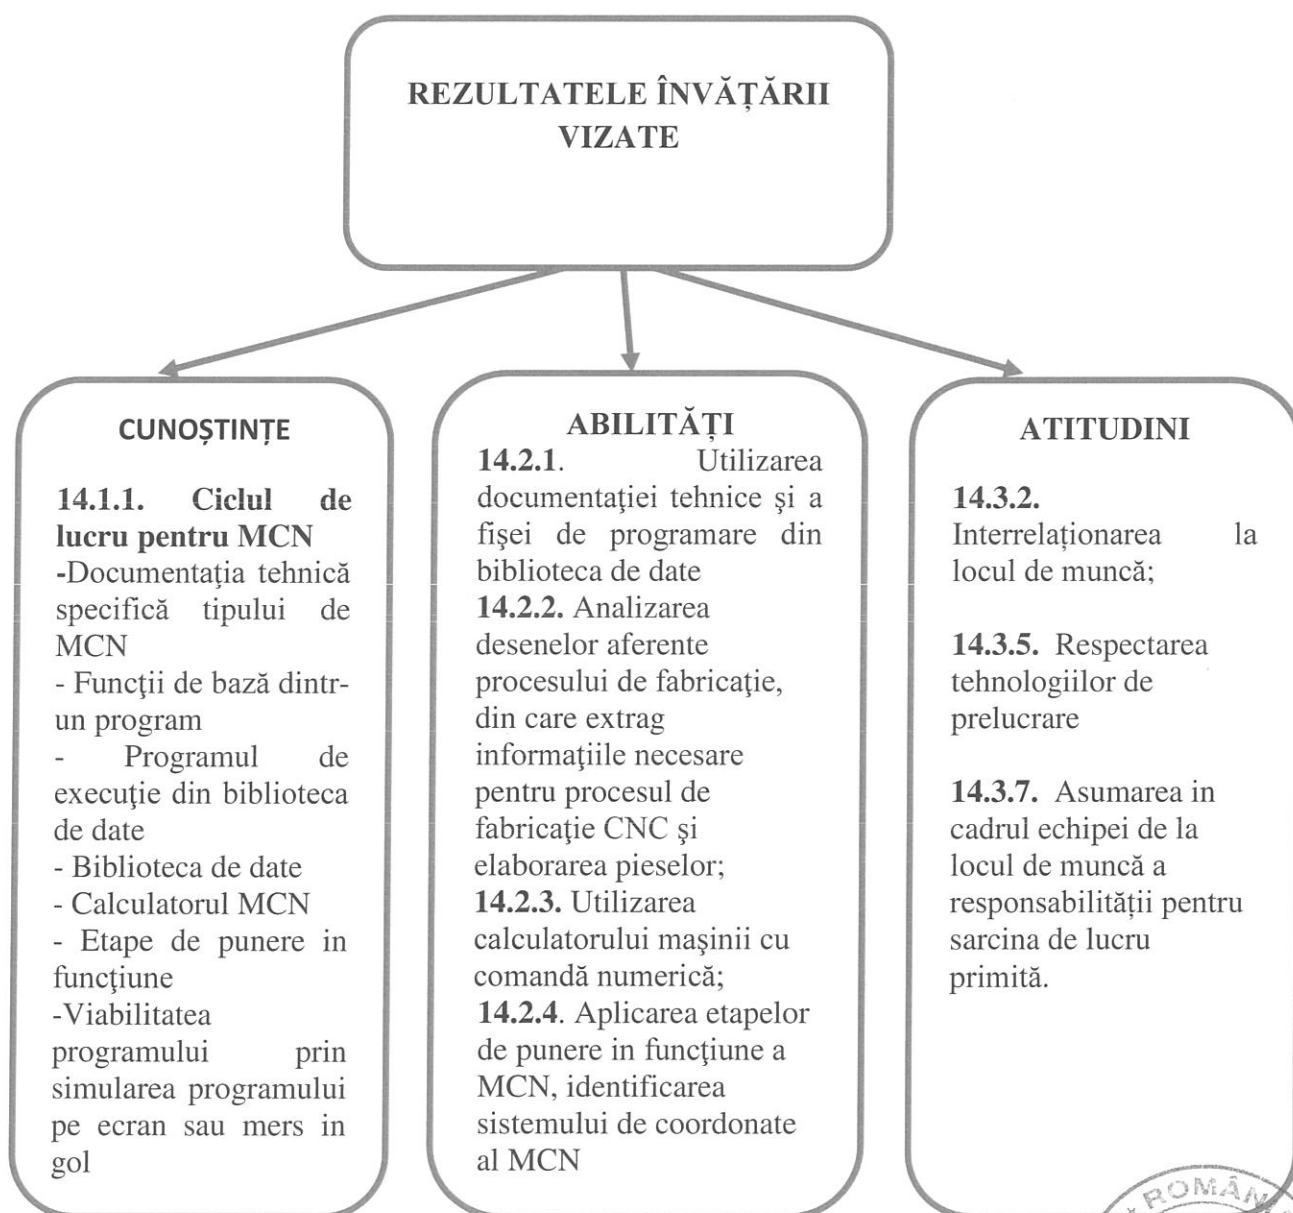 REZULTATELE ÎNVĂȚĂRII
VIZATE
CUNOȘTINȚE
14.1.1. Ciclul de
lucru pentru MCN
-Documentația tehnică
specifică tipului de
MCN
- Funcţii de bază dintr-
un program
- Programul de
execuţie din biblioteca
de date
- Biblioteca de date
- Calculatorul MCN
- Etape de punere in
funcţiune
-Viabilitatea
programului prin
simularea programului
pe ecran sau mers in
gol
ABILITĂȚI
14.2.1. Utilizarea
documentaţiei tehnice şi a
fişei de programare din
biblioteca de date
14.2.2. Analizarea
desenelor aferente
procesului de fabricaţie,
din care extrag
informaţiile necesare
pentru procesul de
fabricaţie CNC şi
elaborarea pieselor;
14.2.3. Utilizarea
calculatorului maşinii cu
comandă numerică;
14.2.4. Aplicarea etapelor
de punere in funcţiune a
MCN, identificarea
sistemului de coordonate
al MCN
ATITUDINI
14.3.2.
Interrelaționarea la
locul de muncă;
14.3.5. Respectarea
tehnologiilor de
prelucrare
14.3.7. Asumarea in
cadrul echipei de la
locul de muncă a
responsabilității pentru
sarcina de lucru
primită.